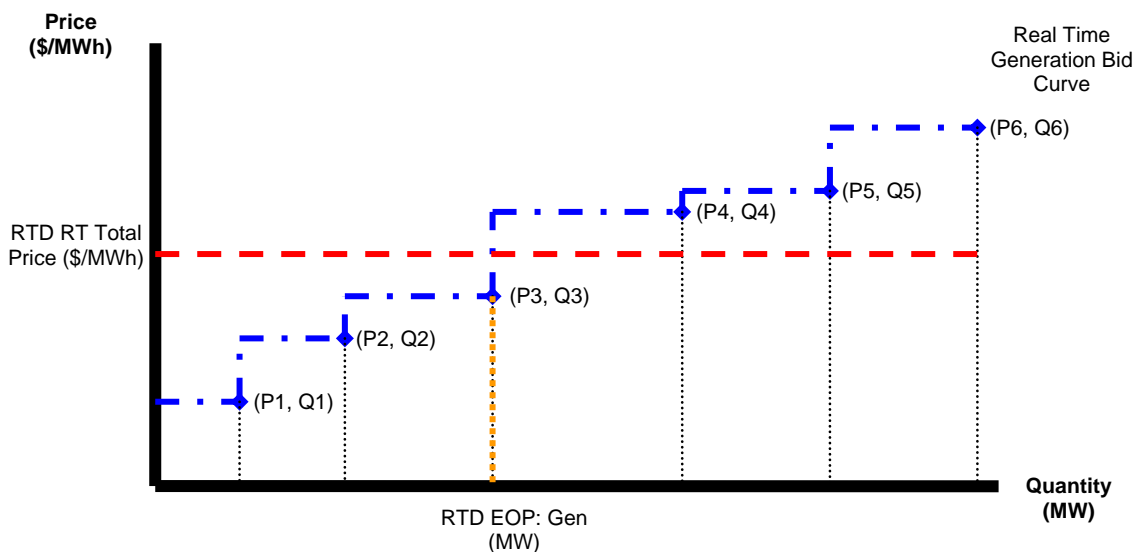 Price
($/MWh)
Real Time
Generation Bid
Curve
(P6, Q6)
(P5, Q5)
(P4, Q4)
RTD RT Total
Price ($/MWh)
(P3, Q3)
(P2, Q2)
(P1, Q1)
Quantity
(MW)
RTD EOP: Gen
(MW)